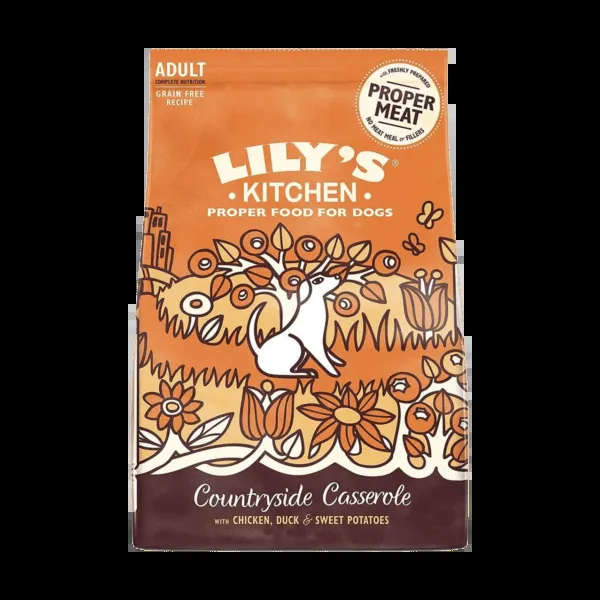 ADULT
COMPLETE NUTRITION
GRAIN FREE
RECIPE
WITH FRESHLY PREPARED
PROPER
MEAT
NO MEAT MEAL or FILLERS
LILY'S®
• KITCHEN •
PROPER FOOD FOR DOGS
Countryside Casserole
WITH CHICKEN, DUCK & SWEET POTATOES